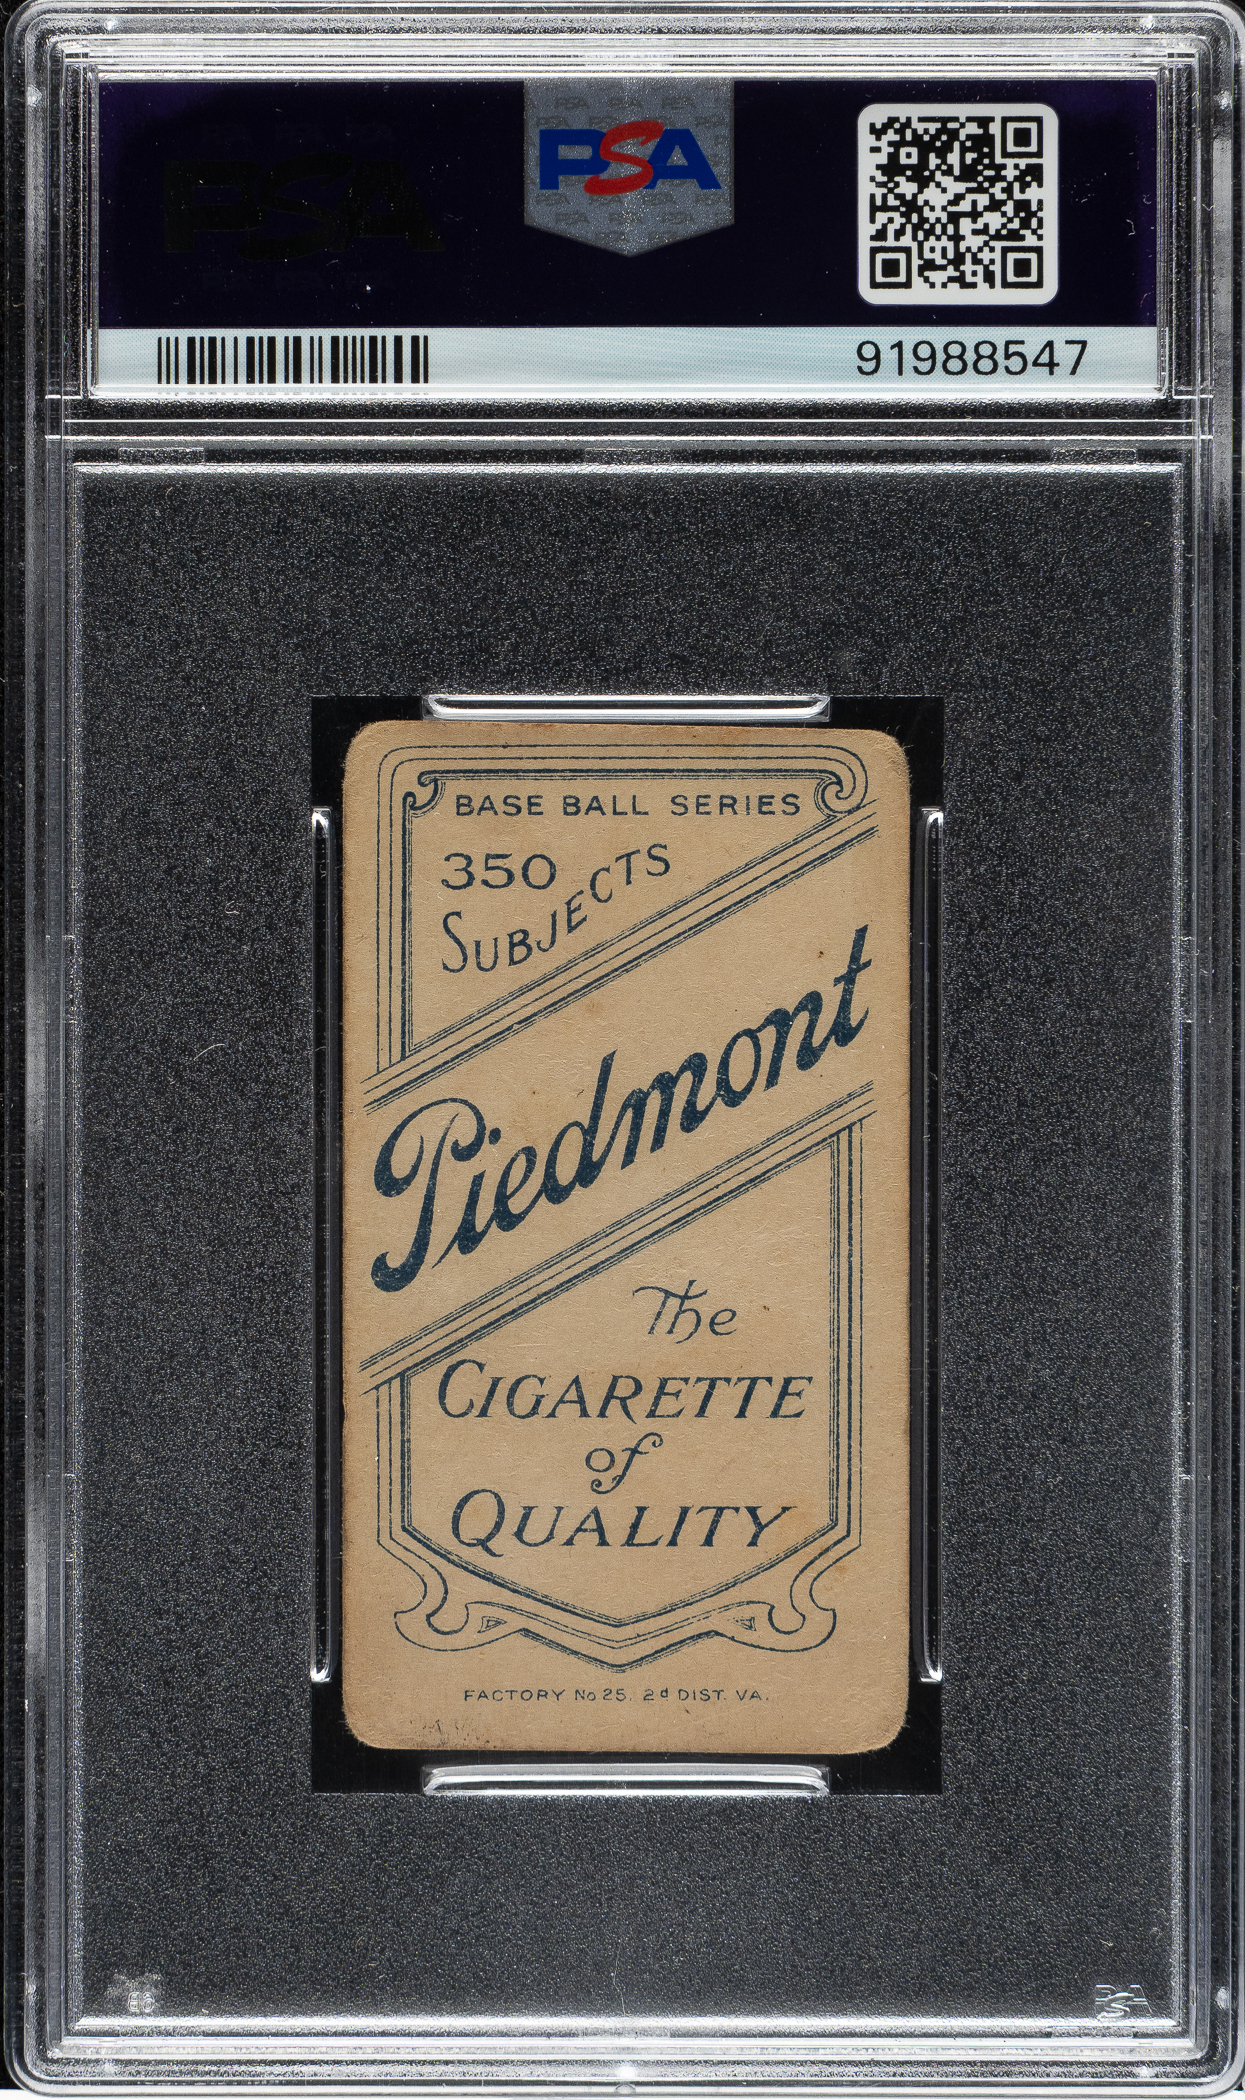 PSA
91988547
BASE BALL SERIES
350
SUBJECTS
Piedmont
The
CIGARETTE
of
QUALITY
FACTORY No 25, 2d DIST. VA.